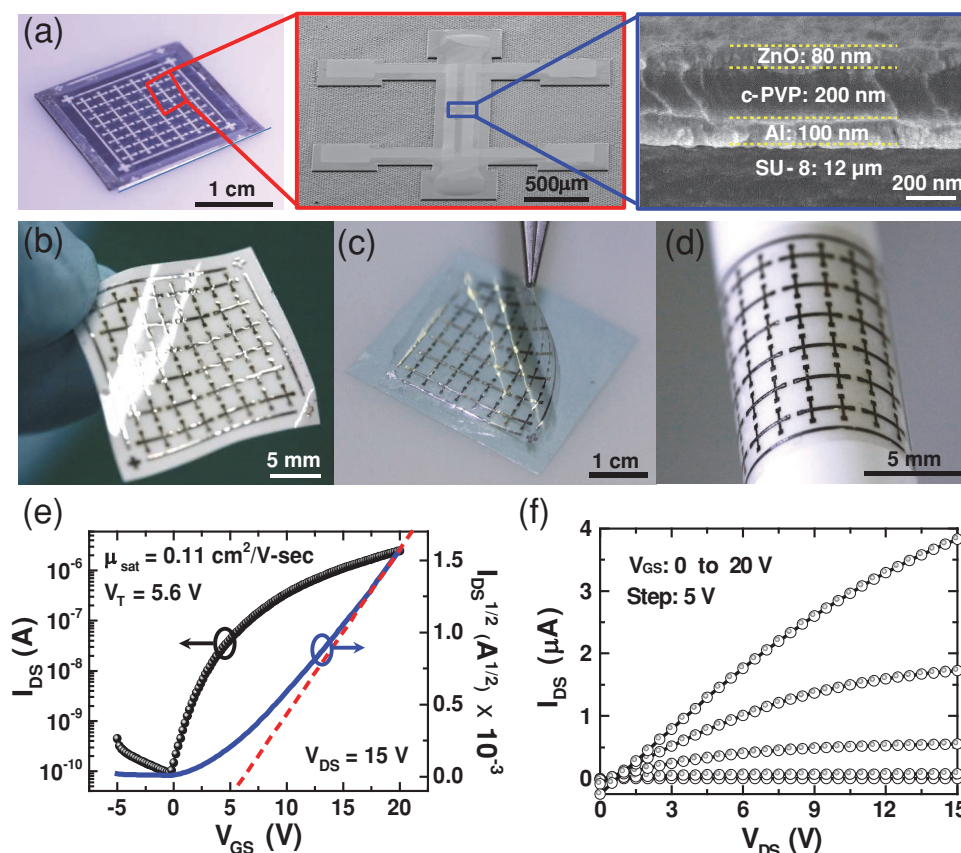 (a)
1 cm
500μm
ZnO: 80 nm
c-PVP: 200 nm
Al: 100 nm
SU-8: 12 μm
200 nm
(b)
5 mm
(c)
1 cm
(d)
5 mm
(e)
μsat = 0.11 cm²/V-sec
VT = 5.6 V
VDS = 15 V
10⁻⁶
10⁻⁷
10⁻⁸
10⁻⁹
10⁻¹⁰
IDS (A)
1.5
1.0
0.5
0.0
IDS^1/2 (A^1/2) x 10⁻³
-5 0 5 10 15 20
VGS (V)
(f)
VGS: 0 to 20 V
Step: 5 V
4
3
2
1
0
IDS (μA)
0 3 6 9 12 15
VDS (V)